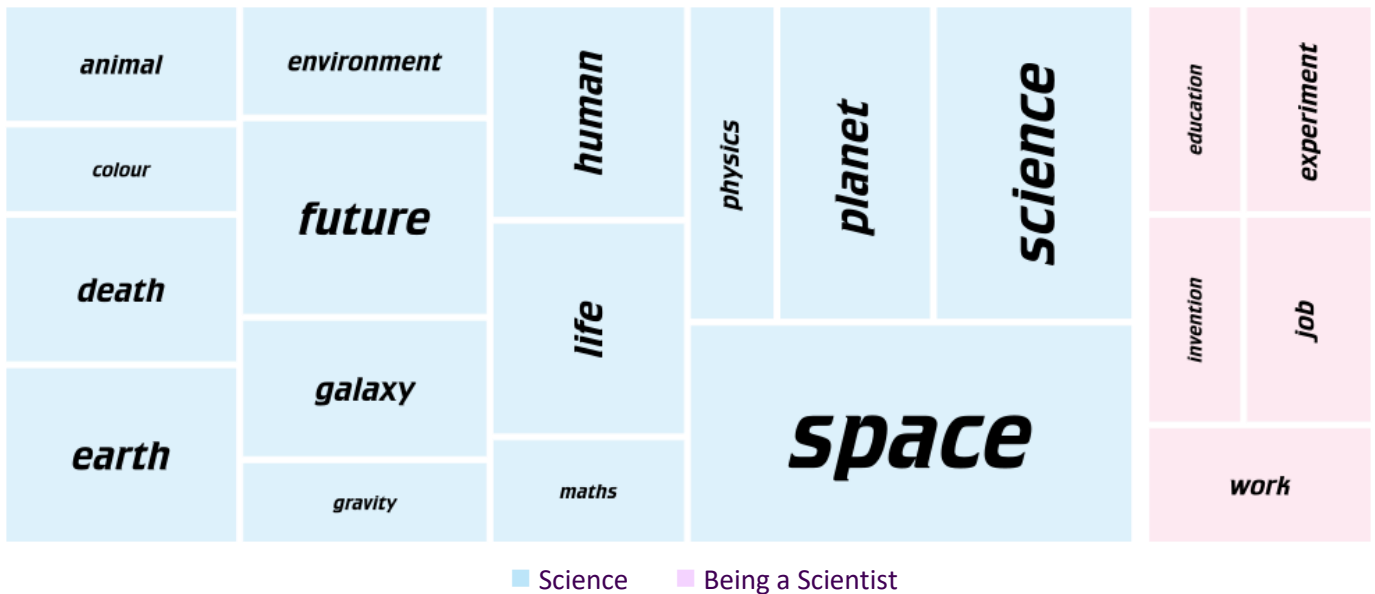 animal
colour
death
earth
environment
future
galaxy
gravity
human
life
maths
physics
planet
science
space
education
experiment
invention
job
work
Science
Being a Scientist